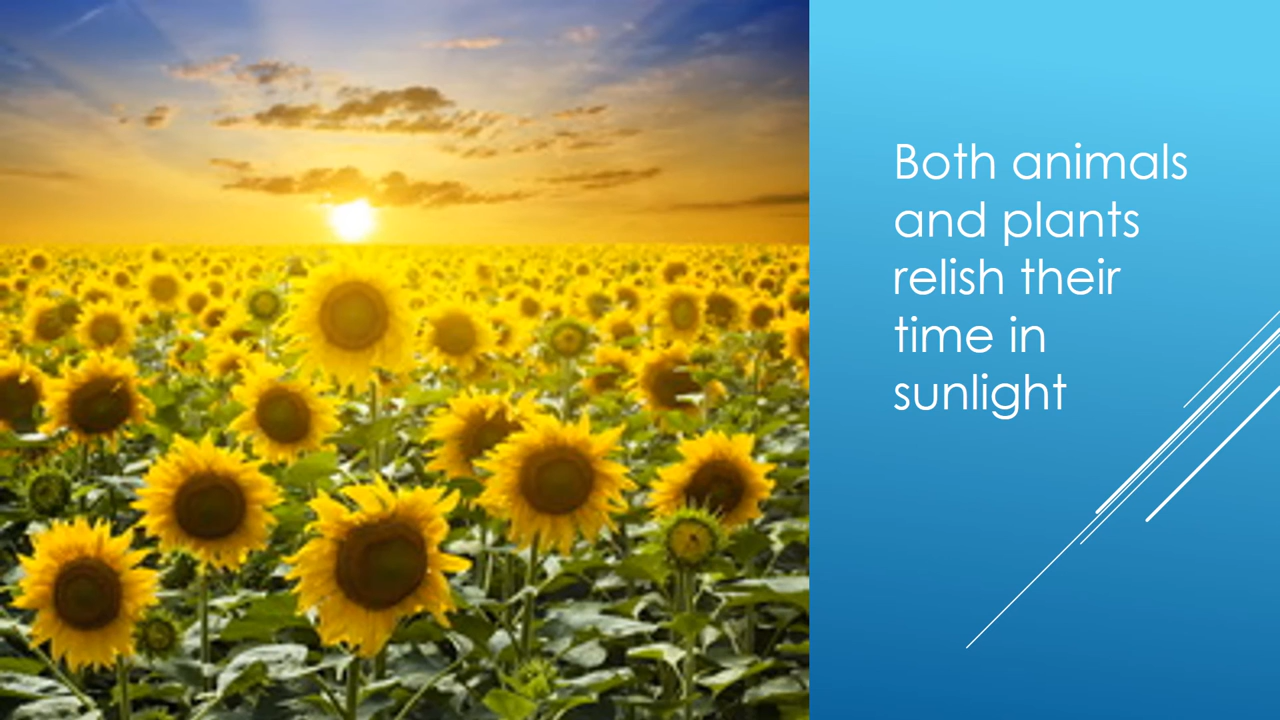 Both animals
and plants
relish their
time in
sunlight